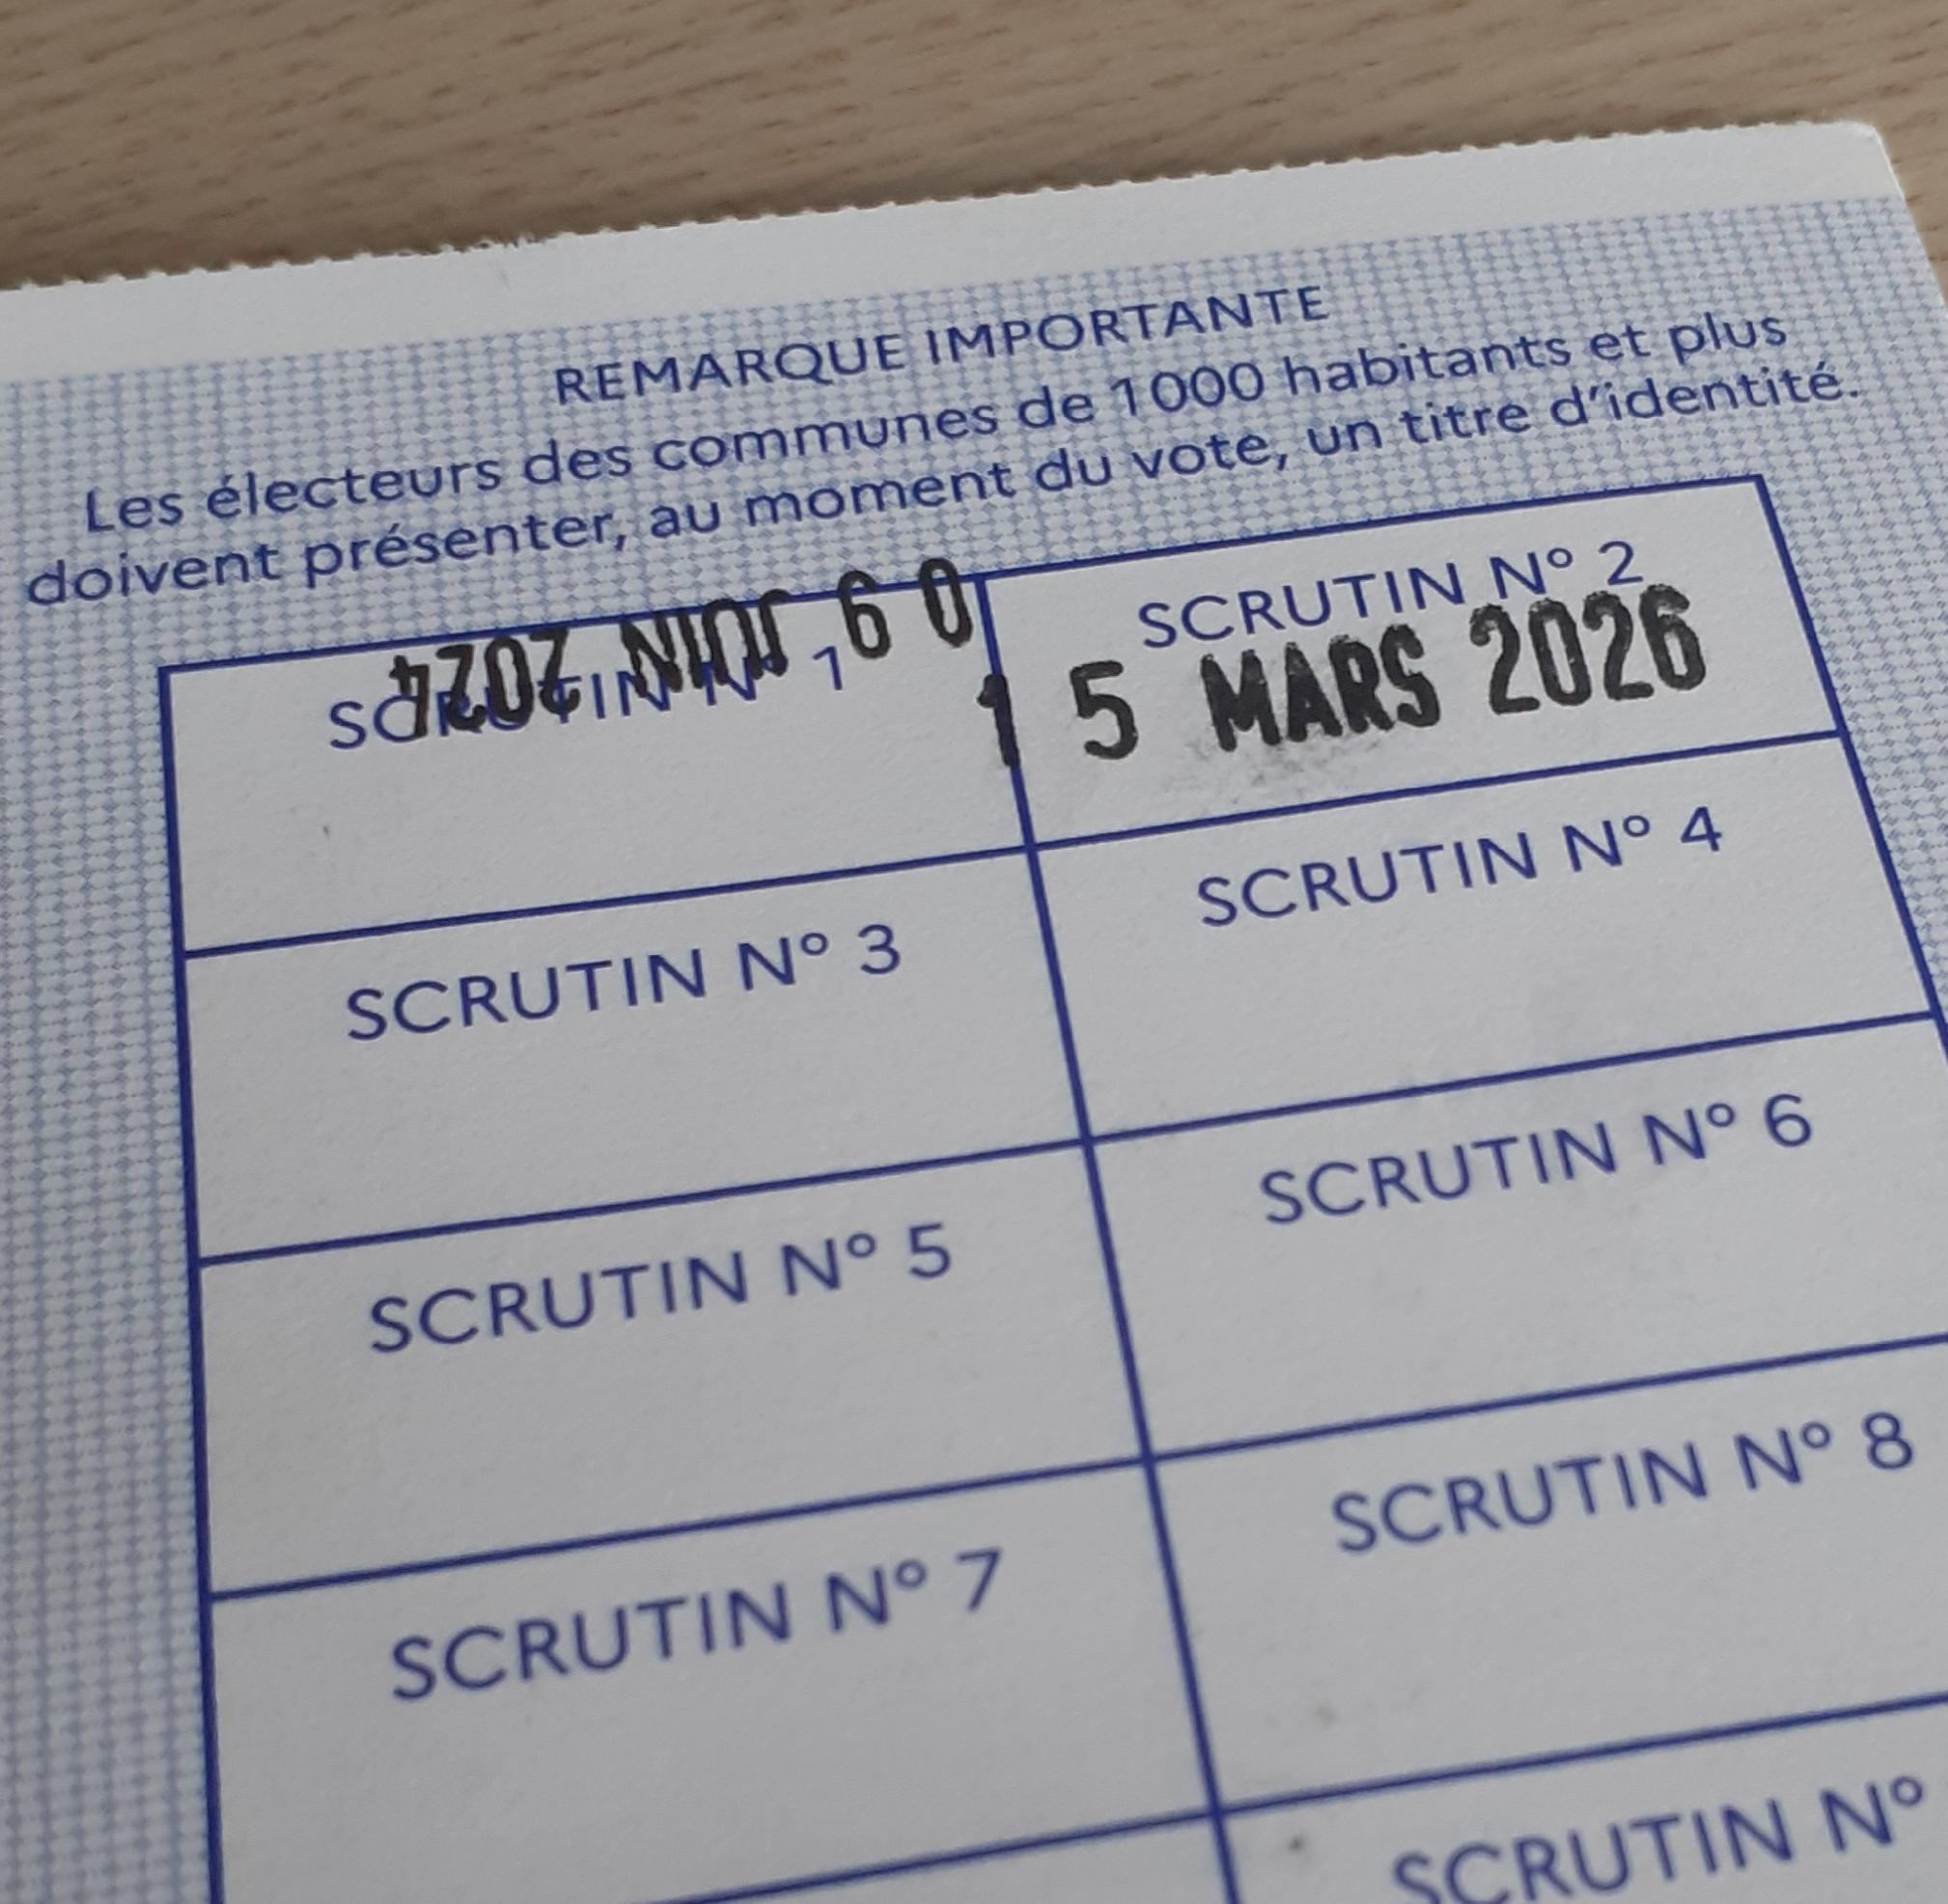 REMARQUE IMPORTANTE
Les électeurs des communes de 1000 habitants et plus
doivent présenter, au moment du vote, un titre d'identité.
SCRUTIN N° 1
09 JUIN 2024
SCRUTIN N° 2
15 MARS 2026
SCRUTIN N° 3
SCRUTIN N° 4
SCRUTIN N° 5
SCRUTIN N° 6
SCRUTIN N° 7
SCRUTIN N° 8
SCRUTIN N°